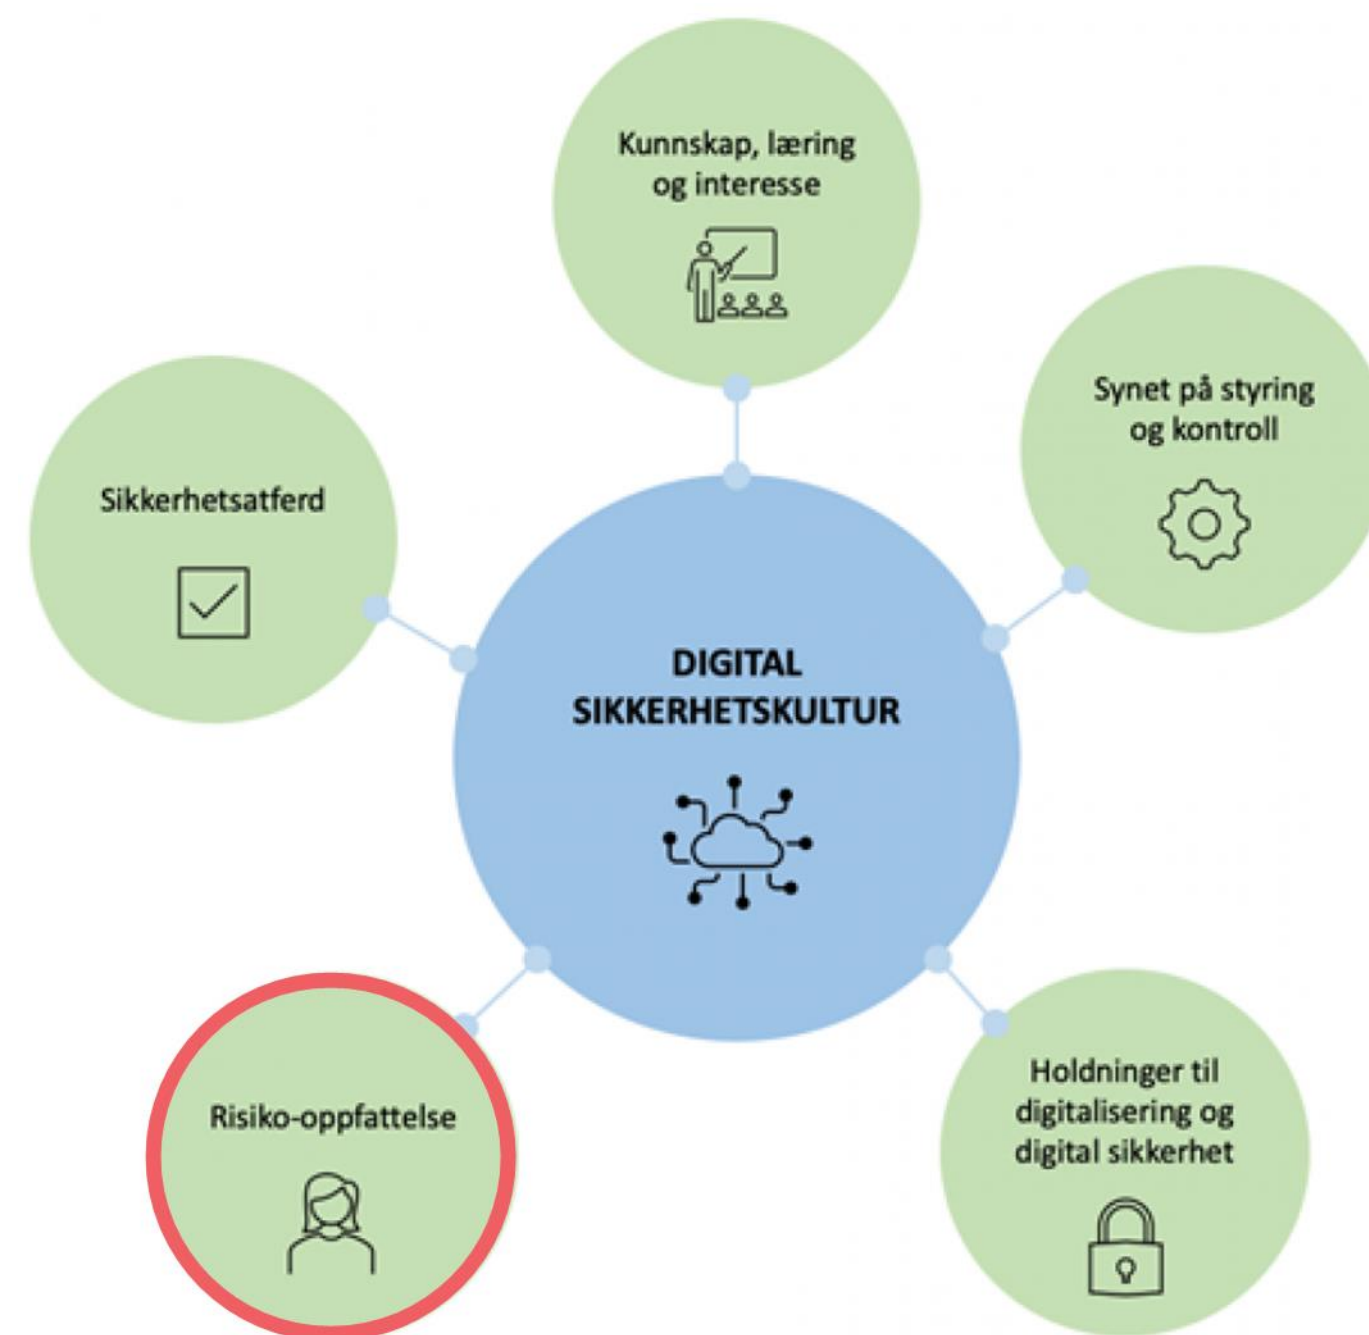 Kunnskap, læring
og interesse
Synet på styring
og kontroll
Sikkerhetsatferd
DIGITAL
SIKKERHETSKULTUR
Risiko-oppfattelse
Holdninger til
digitalisering og
digital sikkerhet